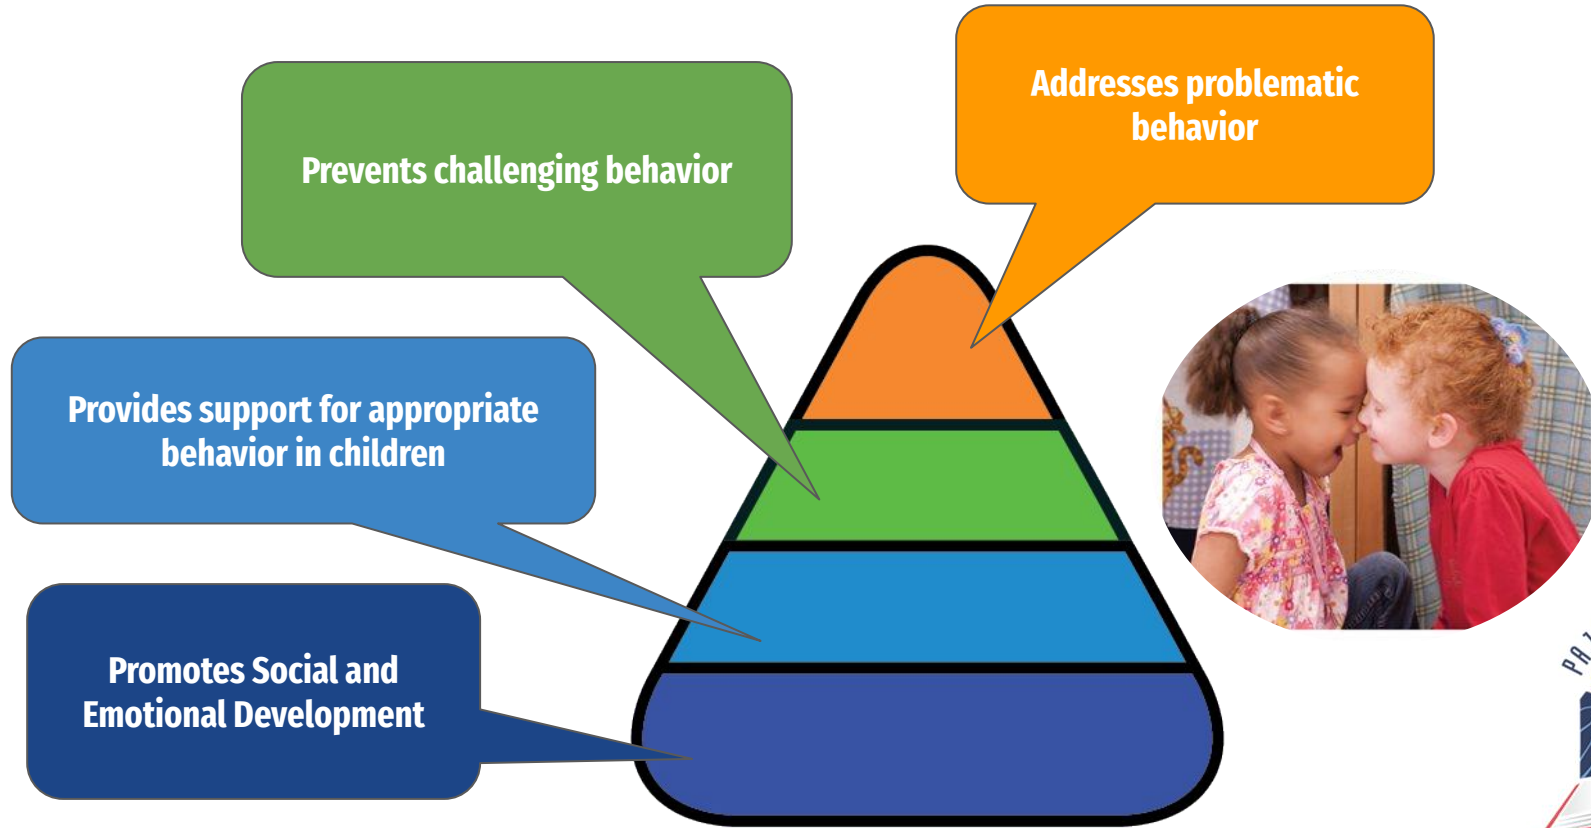 Addresses problematic
behavior
Prevents challenging behavior
Provides support for appropriate
behavior in children
Promotes Social and
Emotional Development